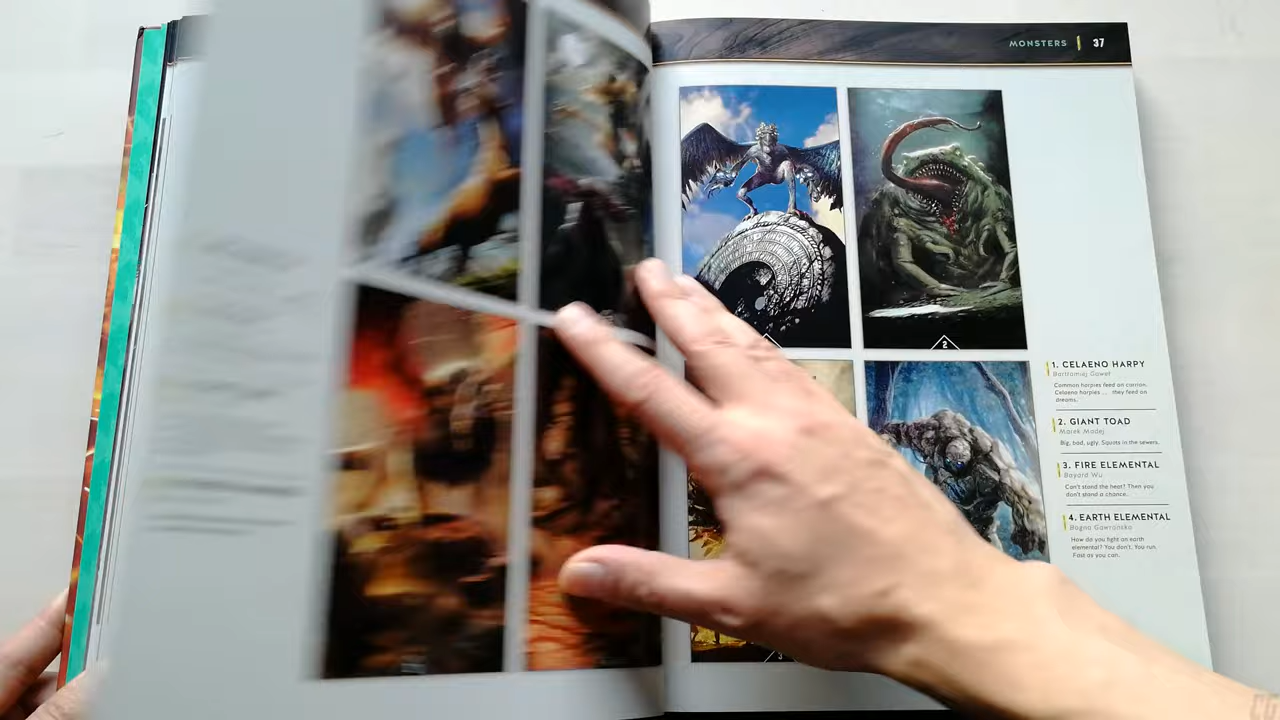 MONSTERS | 37
2
1. CELAENO HARPY
Bartłomiej Gaweł
Common harpies feed on carrion.
Celaeno harpies ... they feed on
dreams.
2. GIANT TOAD
Marek Madej
Big, bad, ugly. Squats in the sewers.
3. FIRE ELEMENTAL
Bayard Wu
Can't stand the heat? Then you
don't stand a chance.
4. EARTH ELEMENTAL
Bogna Gawrońska
How do you fight an earth
elemental? You don't. You run.
Fast as you can.
3